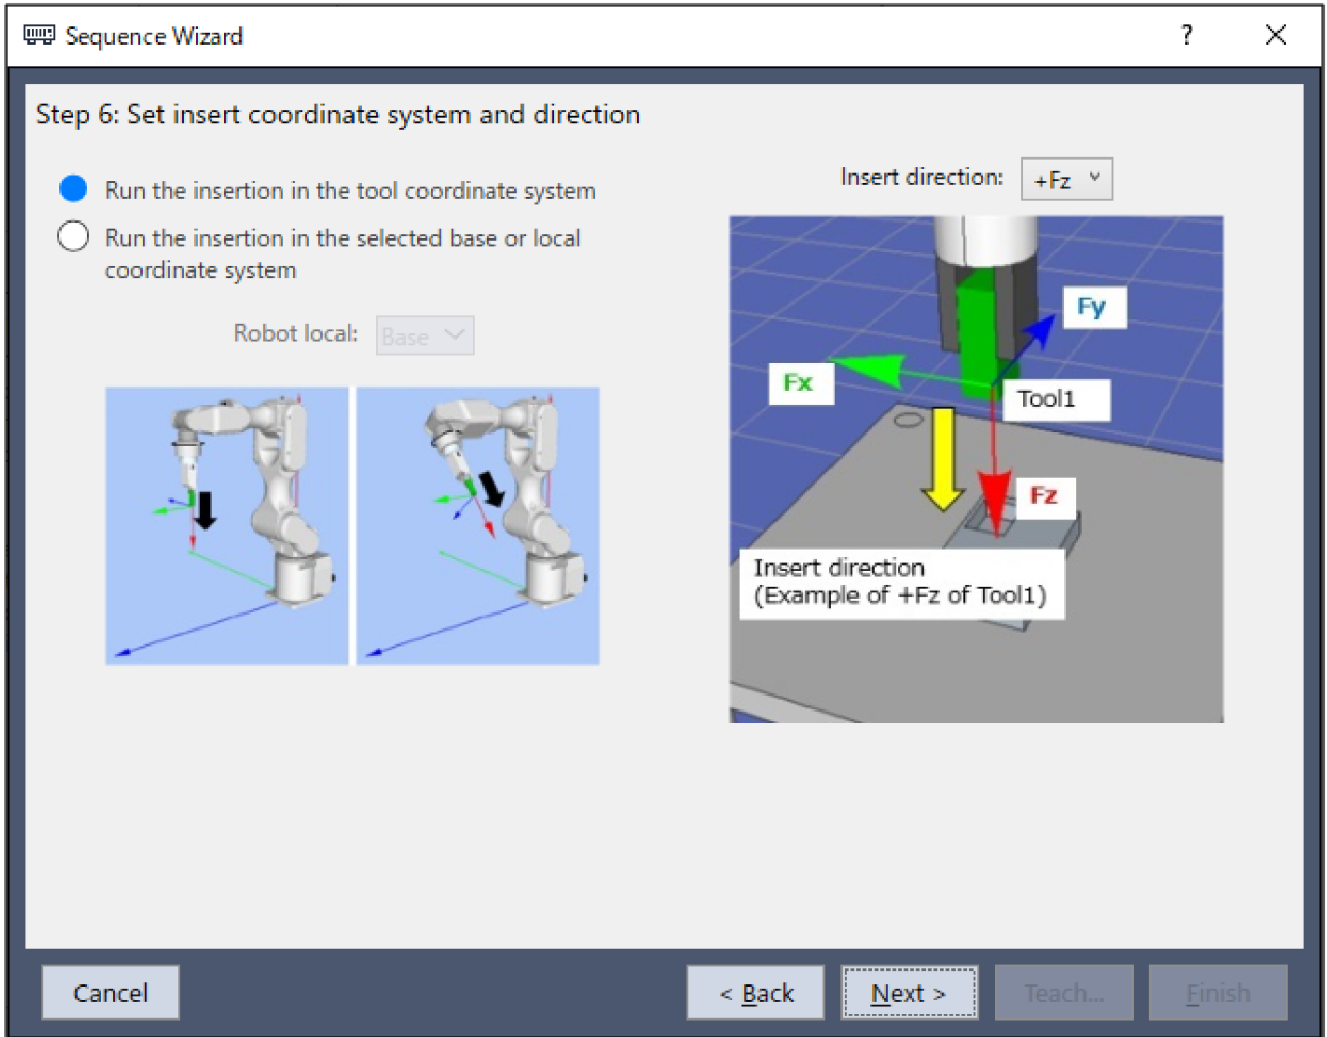 Sequence Wizard
?
Step 6: Set insert coordinate system and direction
Run the insertion in the tool coordinate system
Run the insertion in the selected base or local
coordinate system
Robot local:
Base
Insert direction:
+Fz
Fy
Fx
Tool1
Fz
Insert direction
(Example of +Fz of Tool1)
Cancel
< Back
Next >
Teach...
Finish